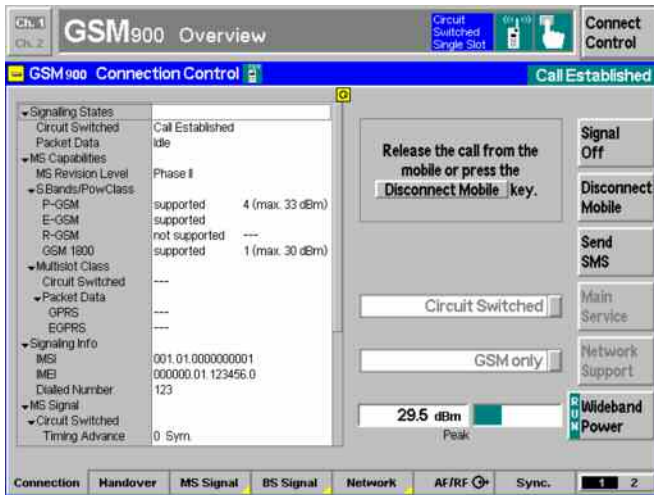 Ch. 1
Ch. 2
GSM900 Overview
Circuit
Switched
Single Slot
Connect
Control
GSM900 Connection Control
Call Established
G
Signaling States
Circuit Switched Call Established
Packet Data Idle
MS Capabilities
MS Revision Level Phase II
S.Bands/PowClass
P-GSM supported 4 (max. 33 dBm)
E-GSM supported
R-GSM not supported ---
GSM 1800 supported 1 (max. 30 dBm)
Multislot Class
Circuit Switched ---
Packet Data
GPRS ---
EGPRS ---
Signaling Info
IMSI 001.01.0000000001
IMEI 000000.01.123456.0
Dialled Number 123
MS Signal
Circuit Switched
Timing Advance 0 Sym.
Release the call from the
mobile or press the
Disconnect Mobile key.
Circuit Switched
GSM only
29.5 dBm
Peak
Signal
Off
Disconnect
Mobile
Send
SMS
Main
Service
Network
Support
RUN
Wideband
Power
Connection Handover MS Signal BS Signal Network AF/RF Sync. 1 2